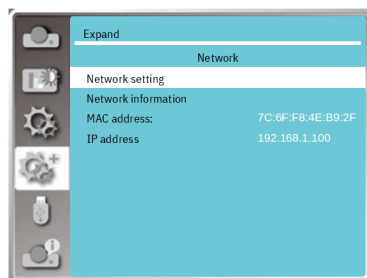 Expand
Network
Network setting
Network information
MAC address: 7C:6F:F8:4E:B9:2F
IP address 192.168.1.100